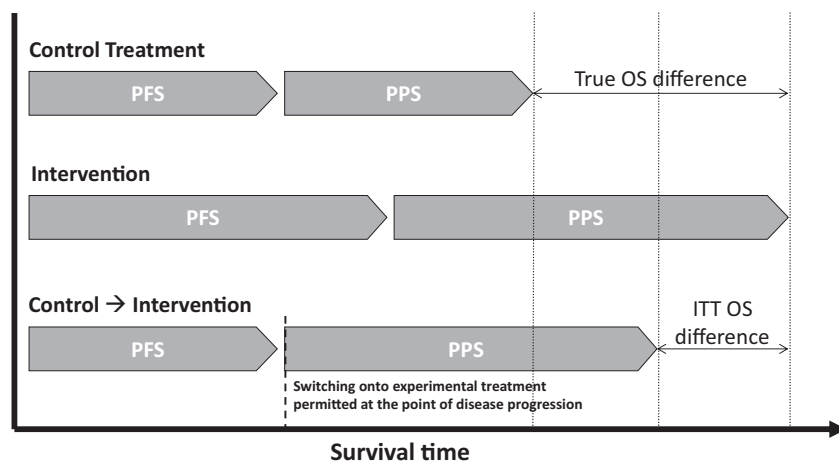 Control Treatment
PFS
PPS
True OS difference
Intervention
PFS
PPS
Control → Intervention
PFS
PPS
ITT OS
difference
Switching onto experimental treatment
permitted at the point of disease progression
Survival time